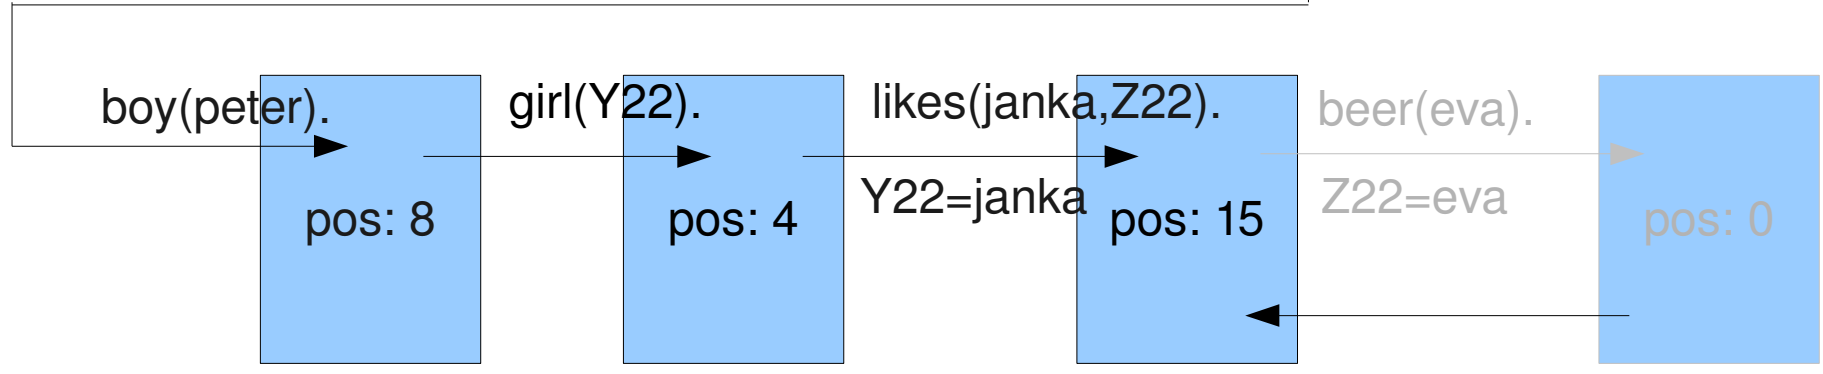 boy(peter).
girl(Y22).
likes(janka,Z22).
beer(eva).
Y22=janka
Z22=eva
pos: 8
pos: 4
pos: 15
pos: 0